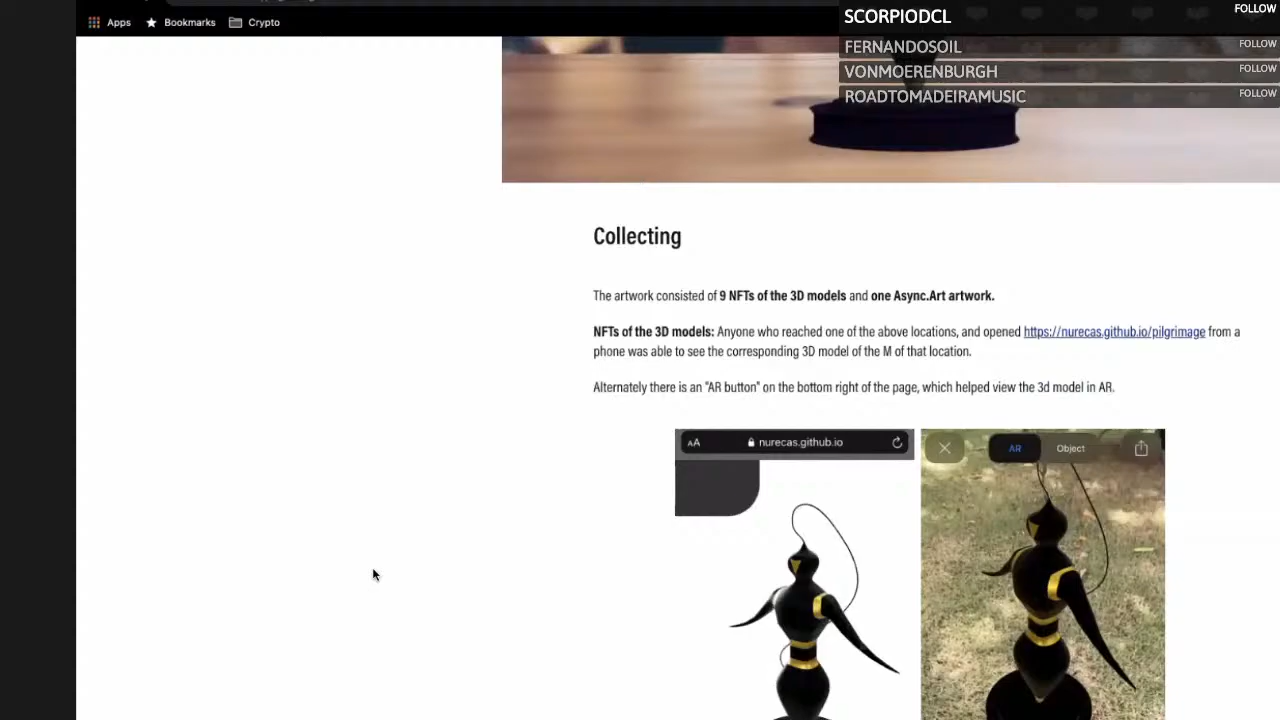 Apps Bookmarks Crypto
SCORPIODCL FOLLOW
FERNANDOSOIL FOLLOW
VONMOERENBURGH FOLLOW
ROADTOMADEIRAMUSIC FOLLOW
Collecting
The artwork consisted of 9 NFTs of the 3D models and one Async.Art artwork.
NFTs of the 3D models: Anyone who reached one of the above locations, and opened https://nurecas.github.io/pilgrimage from a
phone was able to see the corresponding 3D model of the M of that location.
Alternately there is an "AR button" on the bottom right of the page, which helped view the 3d model in AR.
AA nurecas.github.io
AR Object